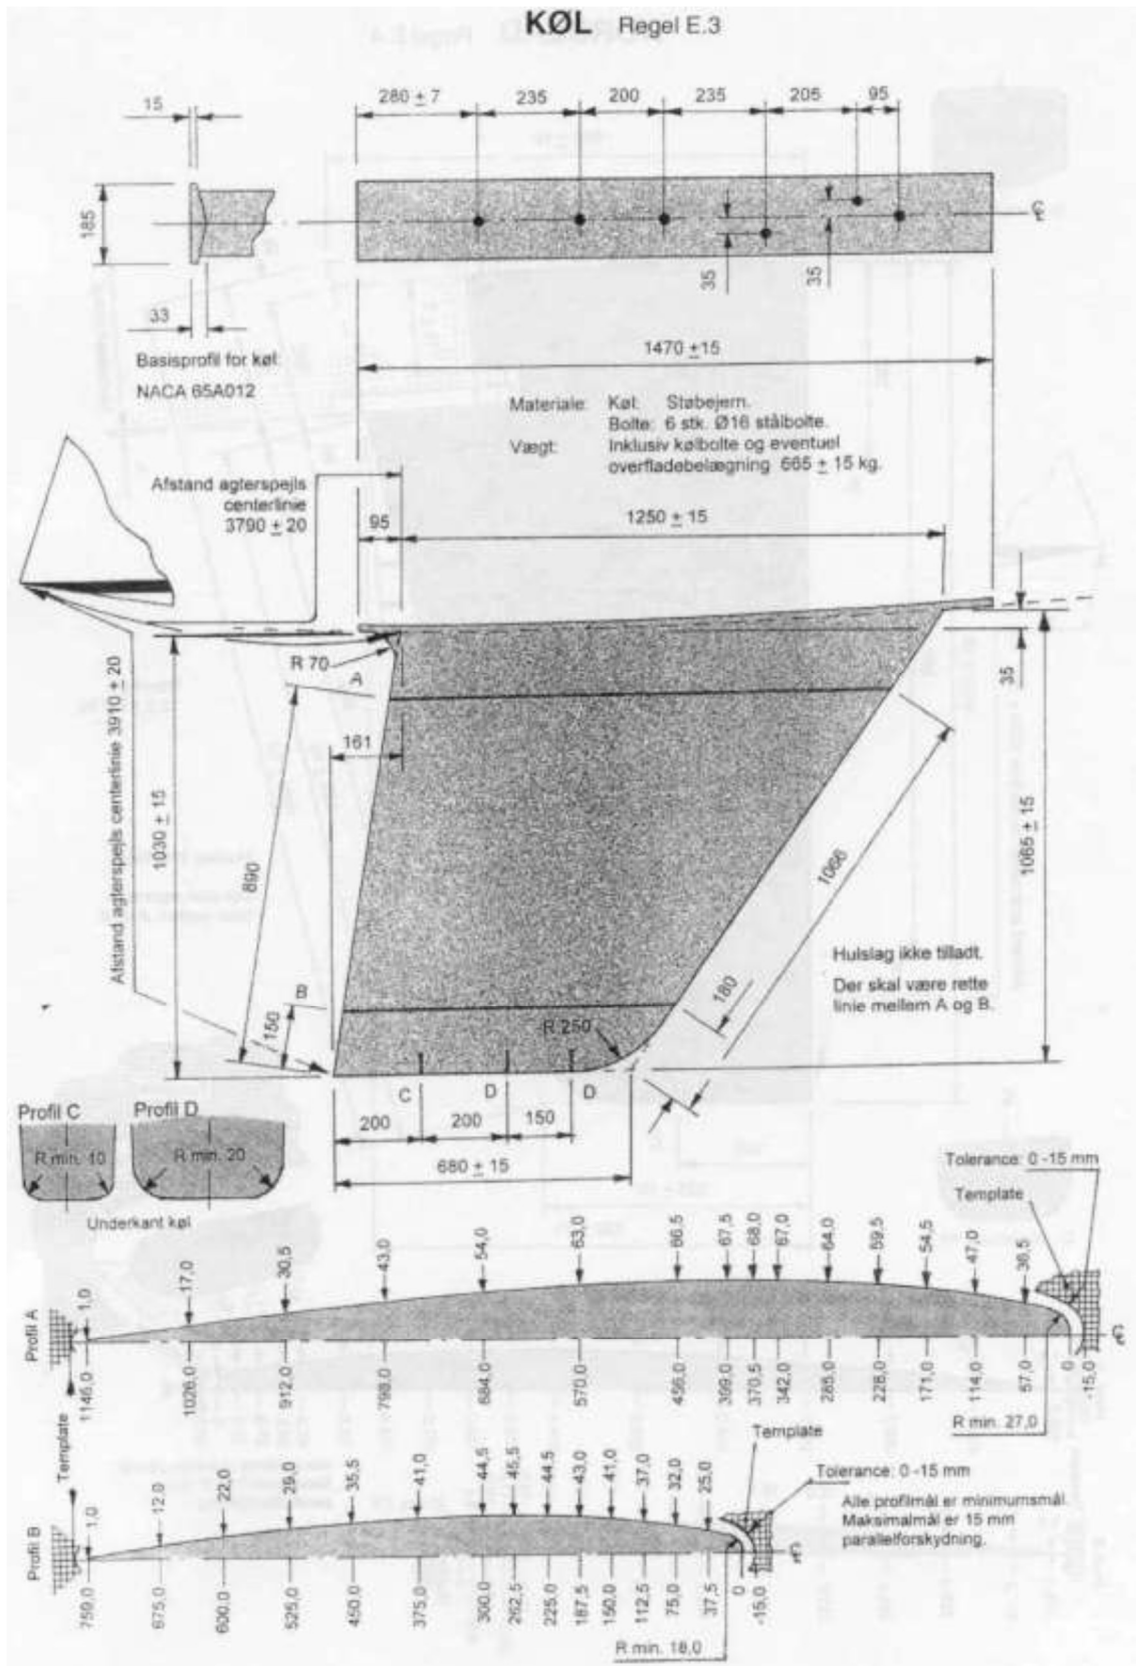 KØL Regel E.3
280 ± 7
235
200
235
205
95
15
185
33
35
35
Basisprofil for køl:
NACA 65A012
1470 ±15
Materiale: Køl: Støbejern.
Bolte: 6 stk. Ø16 stålbolte.
Vægt: Inklusiv kølbolte og eventuel
overfladebelægning 665 ± 15 kg.
Afstand agterspejls
centerlinie
3790 ± 20
95
1250 ± 15
R 70
A
35
161
Afstand agterspejls centerlinie 3910 ± 20
1030 ± 15
890
1066
1065 ± 15
Hulslag ikke tilladt.
Der skal være rette
linie mellem A og B.
B
150
180
R 250
C
D
D
200
200
150
680 ± 15
Profil C
Profil D
R min. 10
R min. 20
Underkant køl
Tolerance: 0 -15 mm
Template
Profil A
1,0
17,0
30,5
43,0
54,0
63,0
66,5
67,5
68,0
67,0
64,0
59,5
54,5
47,0
36,5
1146,0
1026,0
912,0
798,0
684,0
570,0
456,0
399,0
370,5
342,0
285,0
228,0
171,0
114,0
57,0
0
-15,0
R min. 27,0
Template
Template
Tolerance: 0 -15 mm
Alle profilmål er minimumsmål.
Maksimalmål er 15 mm
parallelforskydning.
Profil B
1,0
12,0
22,0
29,0
35,5
41,0
44,5
45,5
44,5
43,0
41,0
37,0
32,0
25,0
759,0
675,0
600,0
525,0
450,0
375,0
300,0
262,5
225,0
187,5
150,0
112,5
75,0
37,5
0
-15,0
R min. 18,0